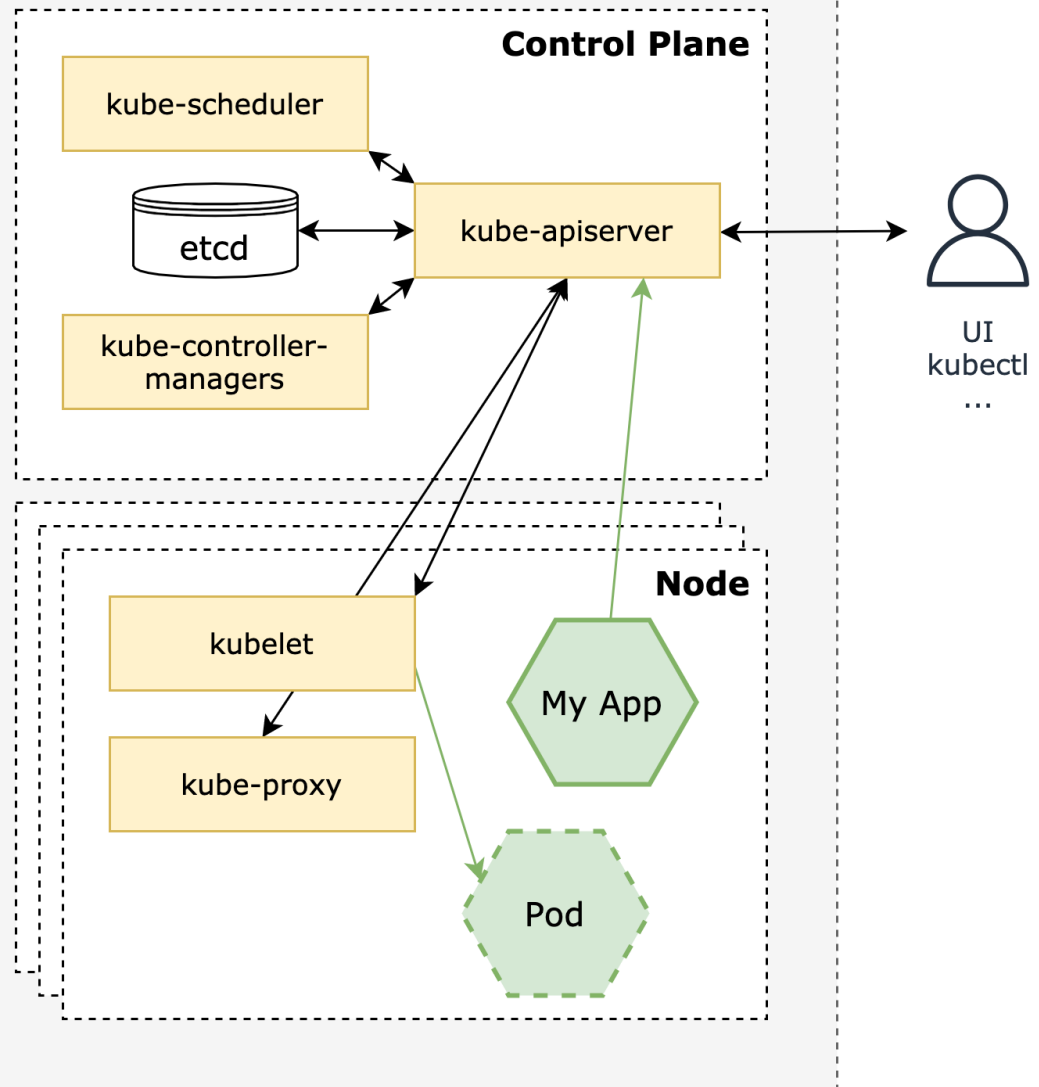 Control Plane
kube-scheduler
etcd
kube-apiserver
kube-controller-
managers
UI
kubectl
...
Node
kubelet
My App
kube-proxy
Pod